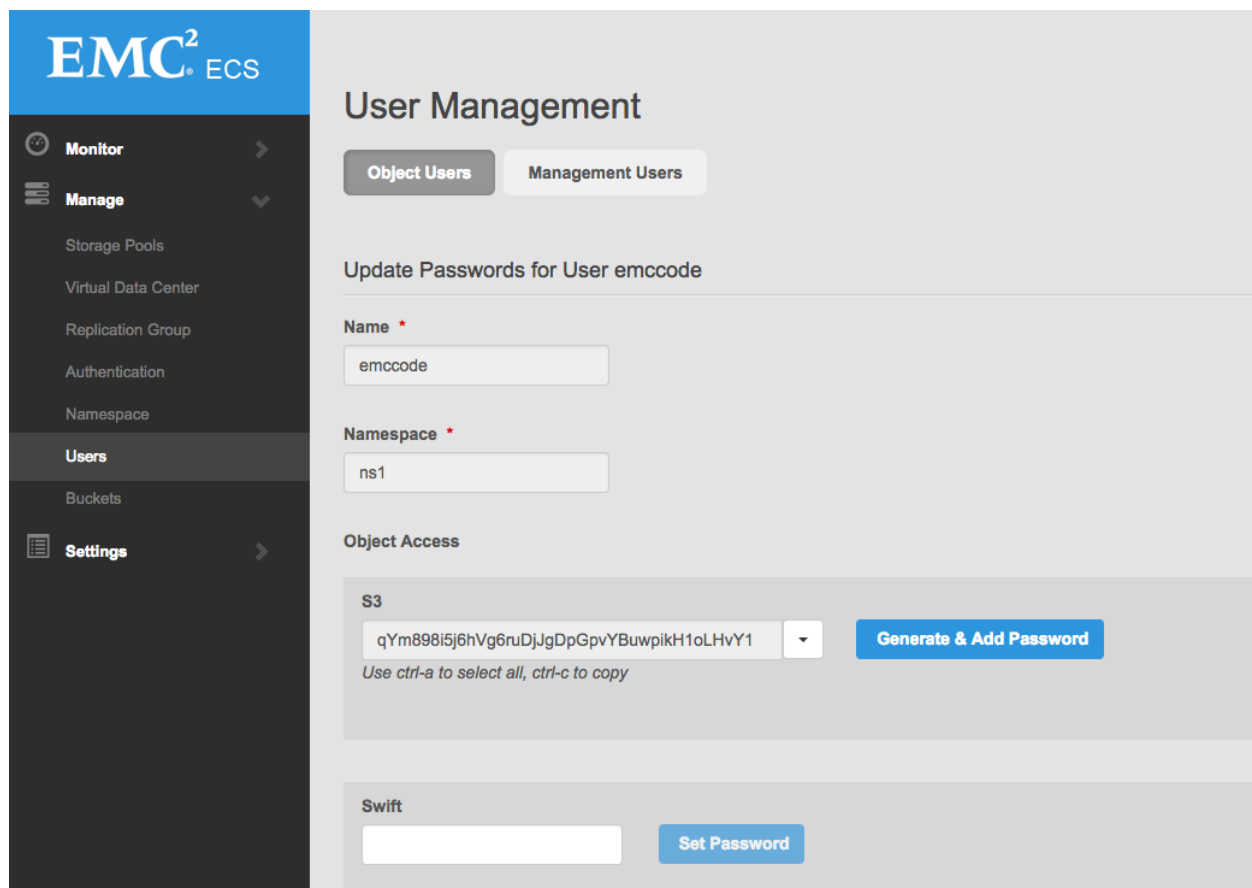 EMC² ECS
Monitor
Manage
Storage Pools
Virtual Data Center
Replication Group
Authentication
Namespace
Users
Buckets
Settings
User Management
Object Users Management Users
Update Passwords for User emccode
Name *
emccode
Namespace *
ns1
Object Access
S3
qYm898i5j6hVg6ruDjJgDpGpvYBuwpikH1oLHvY1 Generate & Add Password
Use ctrl-a to select all, ctrl-c to copy
Swift
Set Password